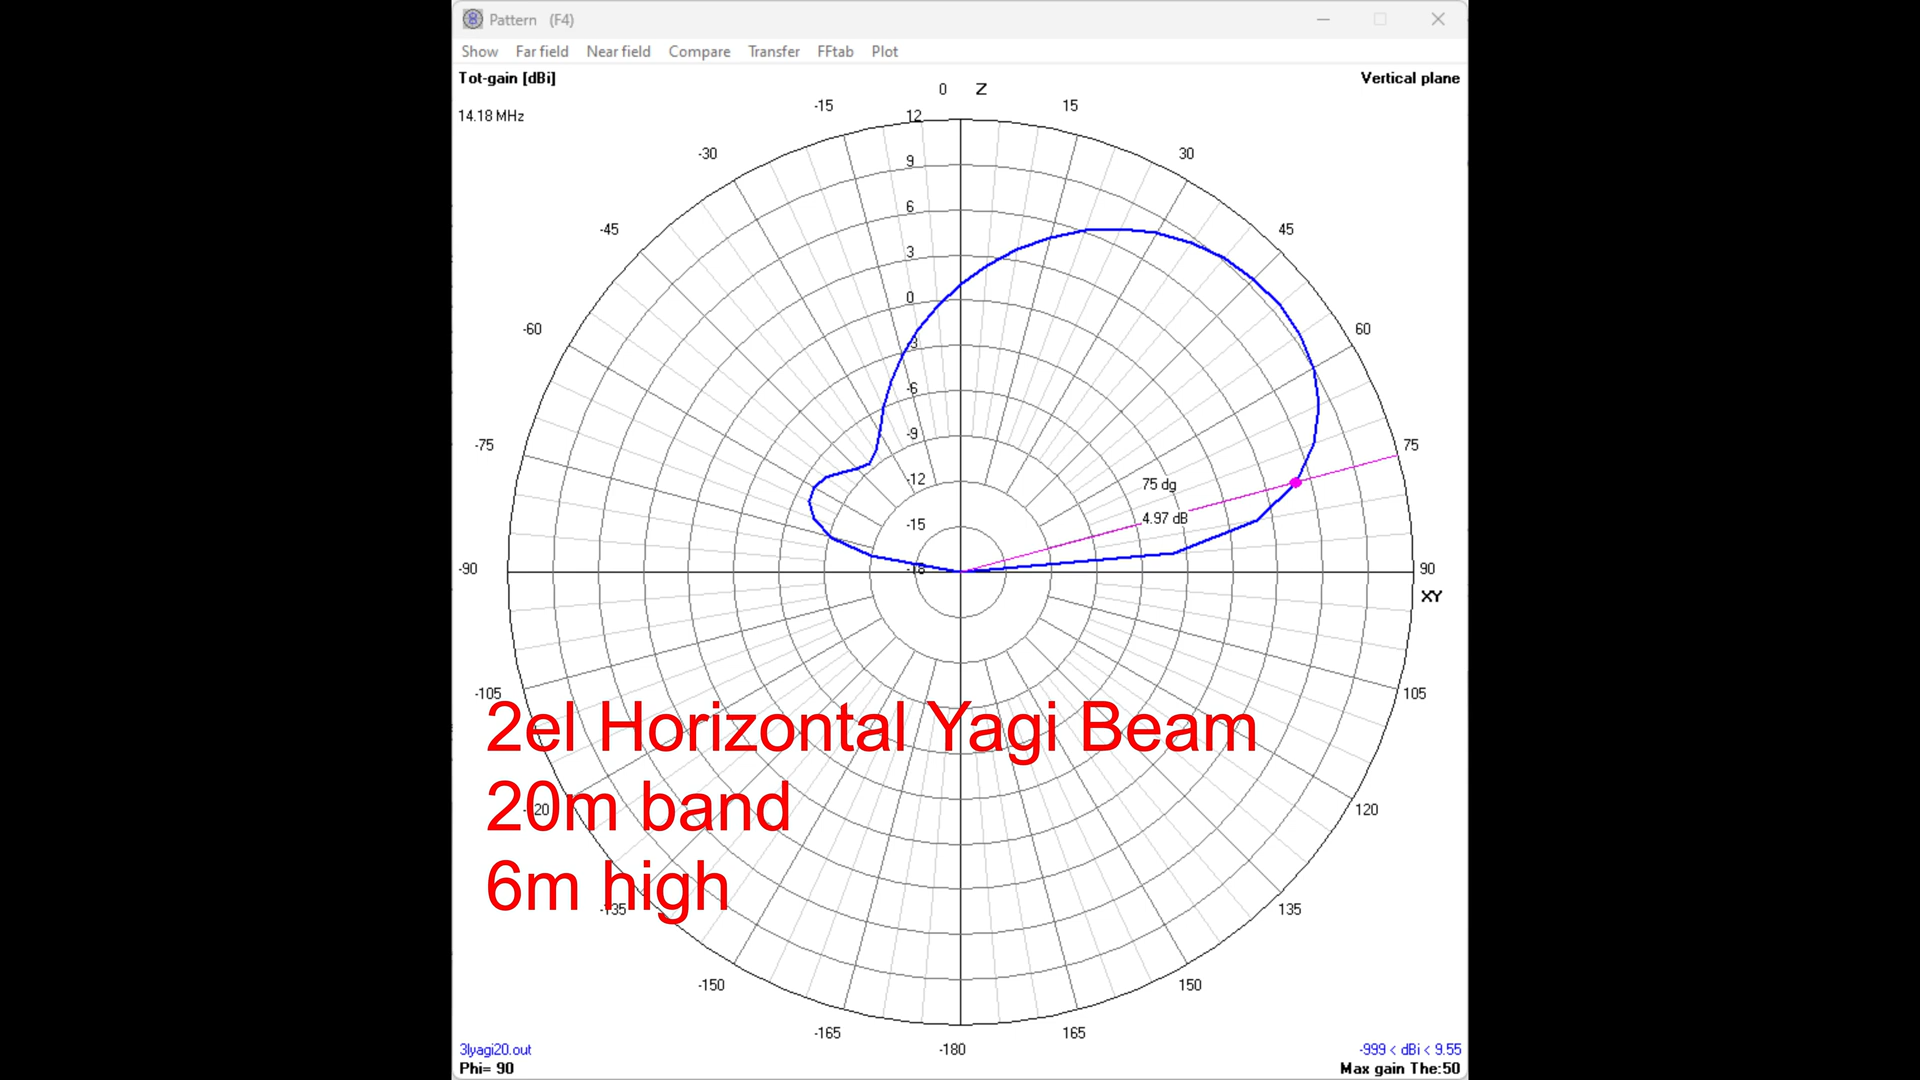 Pattern (F4)
Show Far field Near field Compare Transfer FFtab Plot
Tot-gain [dBi] Vertical plane
14.18 MHz
0 Z
-15 15
12
-30 30
9
6
-45 45
3
0
-60 60
-3
-6
-9
-75 75
-12
75 dg
4.97 dB
-15
-90 -18 90
XY
-105 105
2el Horizontal Yagi Beam
20m band
-120 120
6m high
-135 135
-150 150
-165 165
-180
3lyagi20.out -999 < dBi < 9.55
Phi= 90 Max gain The:50